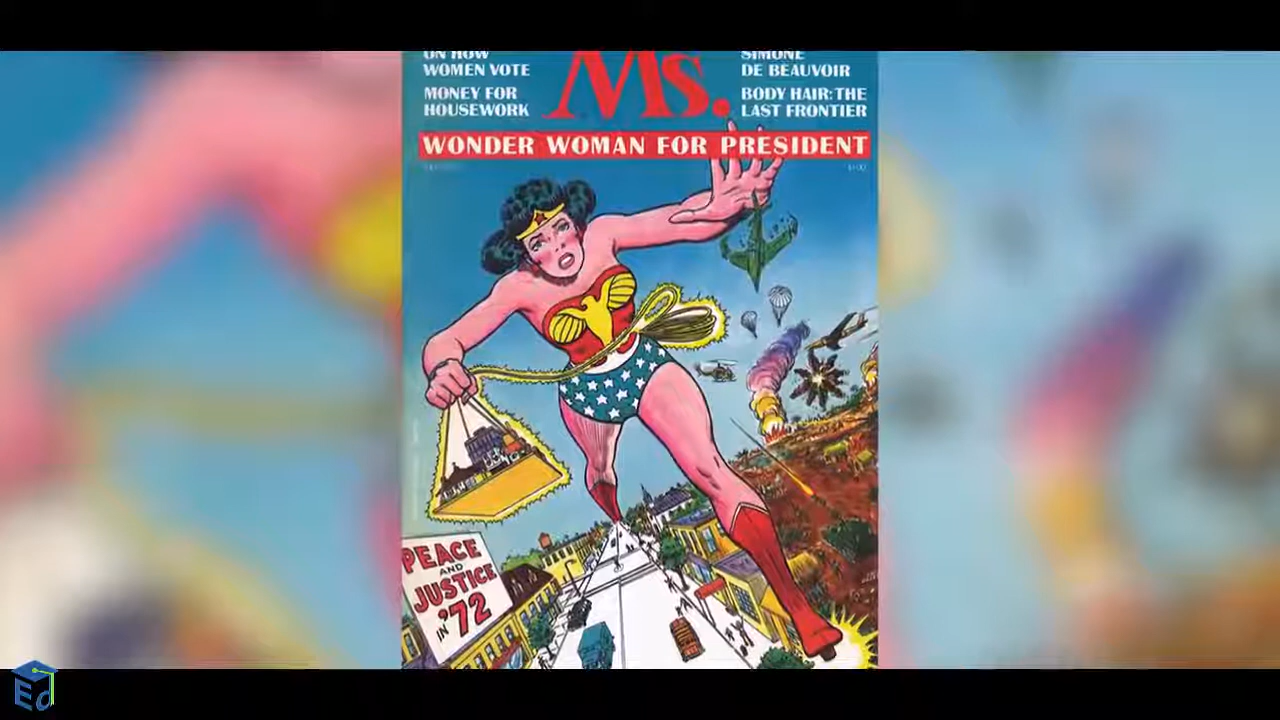 ON HOW
WOMEN VOTE
MONEY FOR
HOUSEWORK
Ms.
SIMONE
DE BEAUVOIR
BODY HAIR: THE
LAST FRONTIER
WONDER WOMAN FOR PRESIDENT
PEACE
AND
JUSTICE
IN '72
Ed